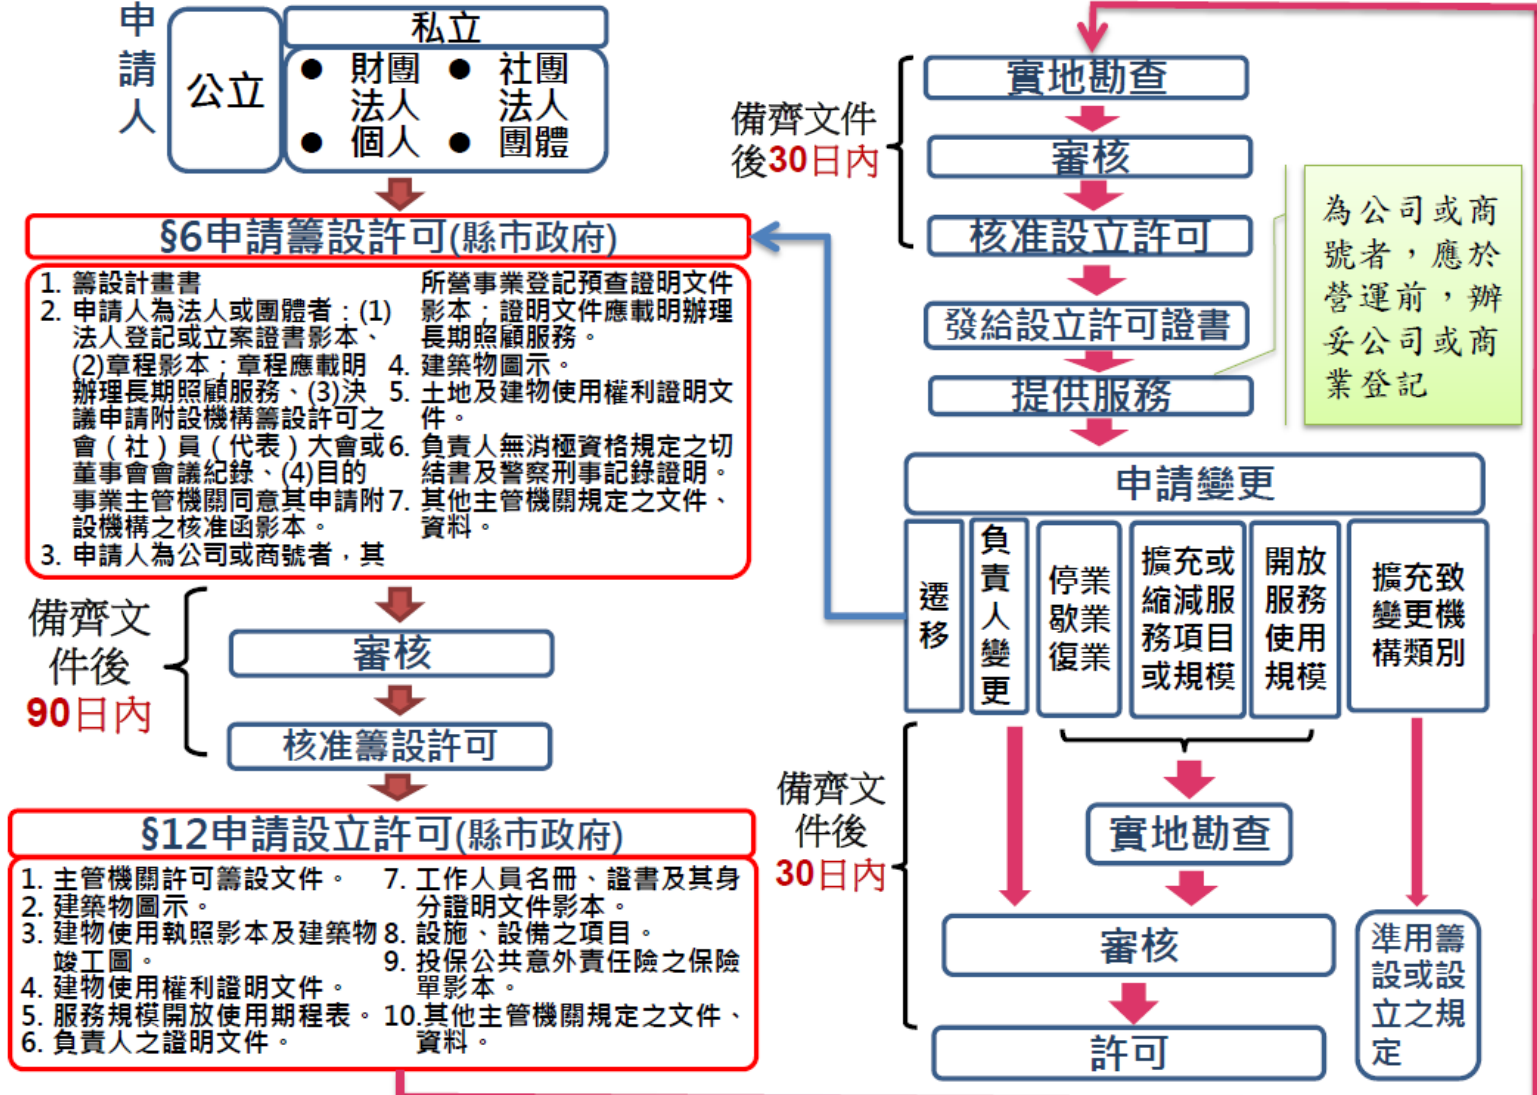 申
請
人
公立
私立
● 財團 ● 社團
法人 法人
● 個人 ● 團體
§6申請籌設許可(縣市政府)
1. 籌設計畫書
2. 申請人為法人或團體者：(1)
法人登記或立案證書影本、
(2)章程影本；章程應載明
辦理長期照顧服務、(3)決
議申請附設機構籌設許可之
會（社）員（代表）大會或
董事會會議紀錄、(4)目的
事業主管機關同意其申請附
設機構之核准函影本。
3. 申請人為公司或商號者，其
所營事業登記預查證明文件
影本；證明文件應載明辦理
長期照顧服務。
4. 建築物圖示。
5. 土地及建物使用權利證明文
件。
6. 負責人無消極資格規定之切
結書及警察刑事記錄證明。
7. 其他主管機關規定之文件、
資料。
備齊文
件後
90日內
審核
核准籌設許可
§12申請設立許可(縣市政府)
1. 主管機關許可籌設文件。
2. 建築物圖示。
3. 建物使用執照影本及建築物
竣工圖。
4. 建物使用權利證明文件。
5. 服務規模開放使用期程表。
6. 負責人之證明文件。
7. 工作人員名冊、證書及其身
分證明文件影本。
8. 設施、設備之項目。
9. 投保公共意外責任險之保險
單影本。
10.其他主管機關規定之文件、
資料。
備齊文件
後30日內
實地勘查
審核
核准設立許可
發給設立許可證書
提供服務
為公司或商
號者，應於
營運前，辦
妥公司或商
業登記
申請變更
遷
移
負
責
人
變
更
停業
歇業
復業
擴充或
縮減服
務項目
或規模
開放
服務
使用
規模
擴充致
變更機
構類別
備齊文
件後
30日內
實地勘查
審核
許可
準用籌
設或設
立之規
定